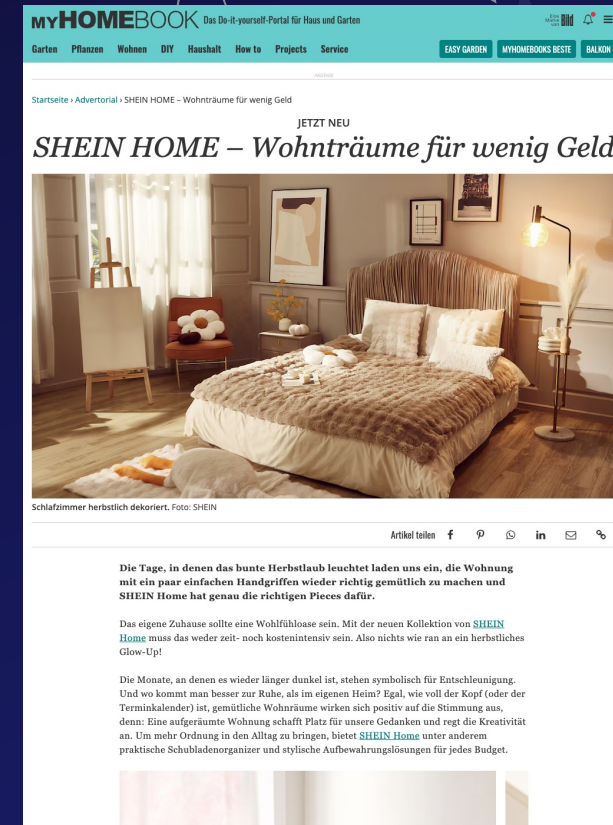 MYHOMEBOOK Das Do-it-yourself-Portal für Haus und Garten
Eine Marke von Bild
Garten Pflanzen Wohnen DIY Haushalt How to Projects Service
EASY GARDEN MYHOMEBOOKS BESTE BALKON
ANZEIGE
Startseite › Advertorial › SHEIN HOME – Wohnträume für wenig Geld
JETZT NEU
SHEIN HOME – Wohnträume für wenig Geld
Schlafzimmer herbstlich dekoriert. Foto: SHEIN
Artikel teilen
Die Tage, in denen das bunte Herbstlaub leuchtet laden uns ein, die Wohnung
mit ein paar einfachen Handgriffen wieder richtig gemütlich zu machen und
SHEIN Home hat genau die richtigen Pieces dafür.
Das eigene Zuhause sollte eine Wohlfühloase sein. Mit der neuen Kollektion von SHEIN
Home muss das weder zeit- noch kostenintensiv sein. Also nichts wie ran an ein herbstliches
Glow-Up!
Die Monate, an denen es wieder länger dunkel ist, stehen symbolisch für Entschleunigung.
Und wo kommt man besser zur Ruhe, als im eigenen Heim? Egal, wie voll der Kopf (oder der
Terminkalender) ist, gemütliche Wohnräume wirken sich positiv auf die Stimmung aus,
denn: Eine aufgeräumte Wohnung schafft Platz für unsere Gedanken und regt die Kreativität
an. Um mehr Ordnung in den Alltag zu bringen, bietet SHEIN Home unter anderem
praktische Schubladenorganizer und stylische Aufbewahrungslösungen für jedes Budget.